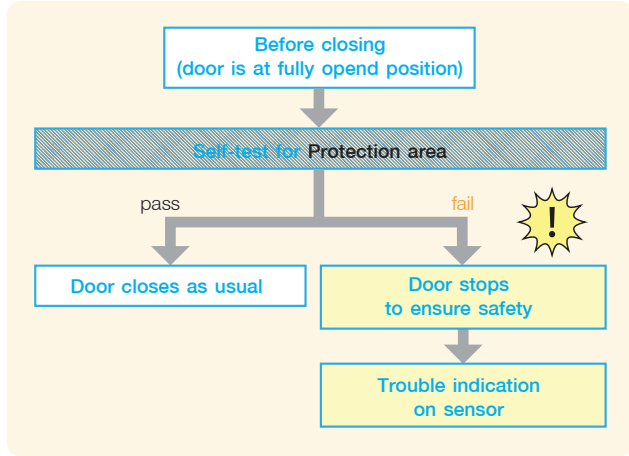 Before closing
(door is at fully opend position)
Self-test for Protection area
pass
fail
!
Door closes as usual
Door stops
to ensure safety
Trouble indication
on sensor